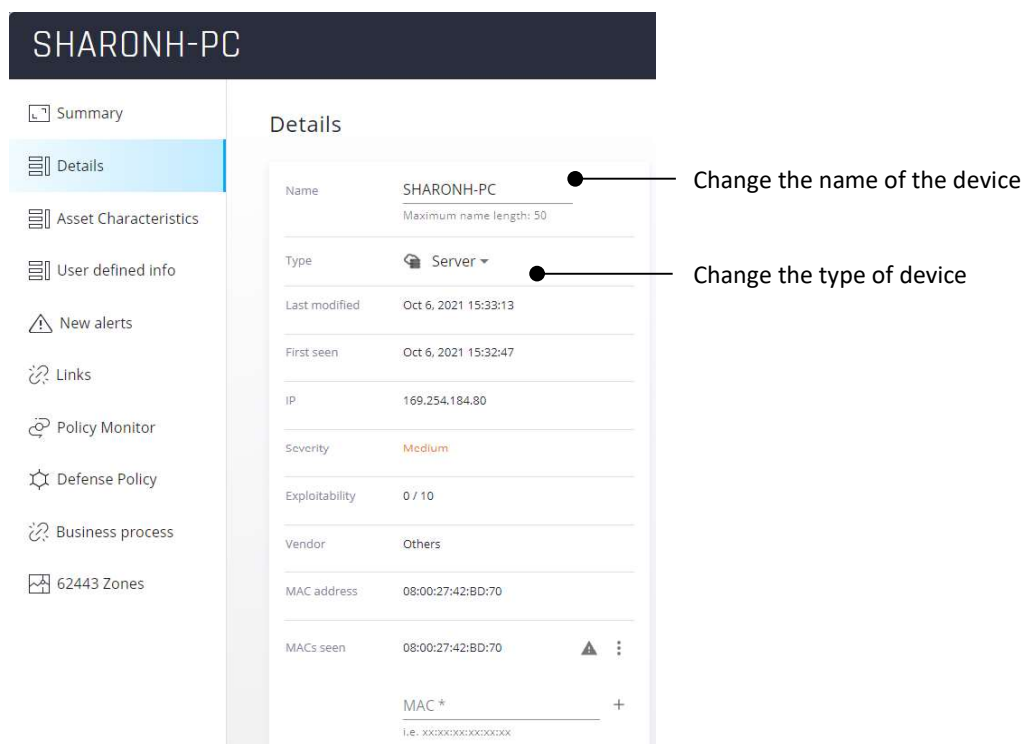 SHARONH-PC
Summary
Details
Asset Characteristics
User defined info
New alerts
Links
Policy Monitor
Defense Policy
Business process
62443 Zones
Details
Name SHARONH-PC
Maximum name length: 50
Type Server
Last modified Oct 6, 2021 15:33:13
First seen Oct 6, 2021 15:32:47
IP 169.254.184.80
Severity Medium
Exploitability 0 / 10
Vendor Others
MAC address 08:00:27:42:BD:70
MACs seen 08:00:27:42:BD:70
MAC *
i.e. xx:xx:xx:xx:xx:xx
Change the name of the device
Change the type of device